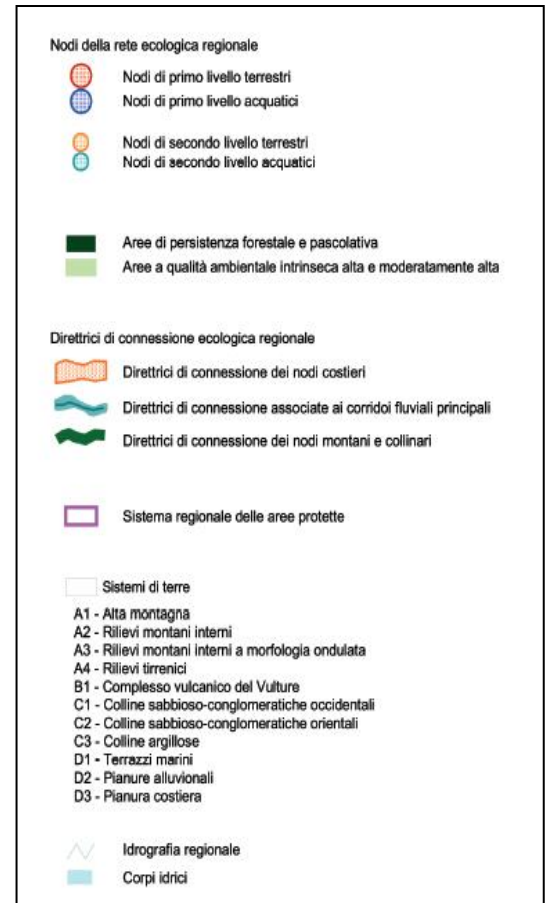 Nodi della rete ecologica regionale
Nodi di primo livello terrestri
Nodi di primo livello acquatici
Nodi di secondo livello terrestri
Nodi di secondo livello acquatici
Aree di persistenza forestale e pascolativa
Aree a qualità ambientale intrinseca alta e moderatamente alta
Direttrici di connessione ecologica regionale
Direttrici di connessione dei nodi costieri
Direttrici di connessione associate ai corridoi fluviali principali
Direttrici di connessione dei nodi montani e collinari
Sistema regionale delle aree protette
Sistemi di terre
A1 - Alta montagna
A2 - Rilievi montani interni
A3 - Rilievi montani interni a morfologia ondulata
A4 - Rilievi tirrenici
B1 - Complesso vulcanico del Vulture
C1 - Colline sabbioso-conglomeratiche occidentali
C2 - Colline sabbioso-conglomeratiche orientali
C3 - Colline argillose
D1 - Terrazzi marini
D2 - Pianure alluvionali
D3 - Pianura costiera
Idrografia regionale
Corpi idrici